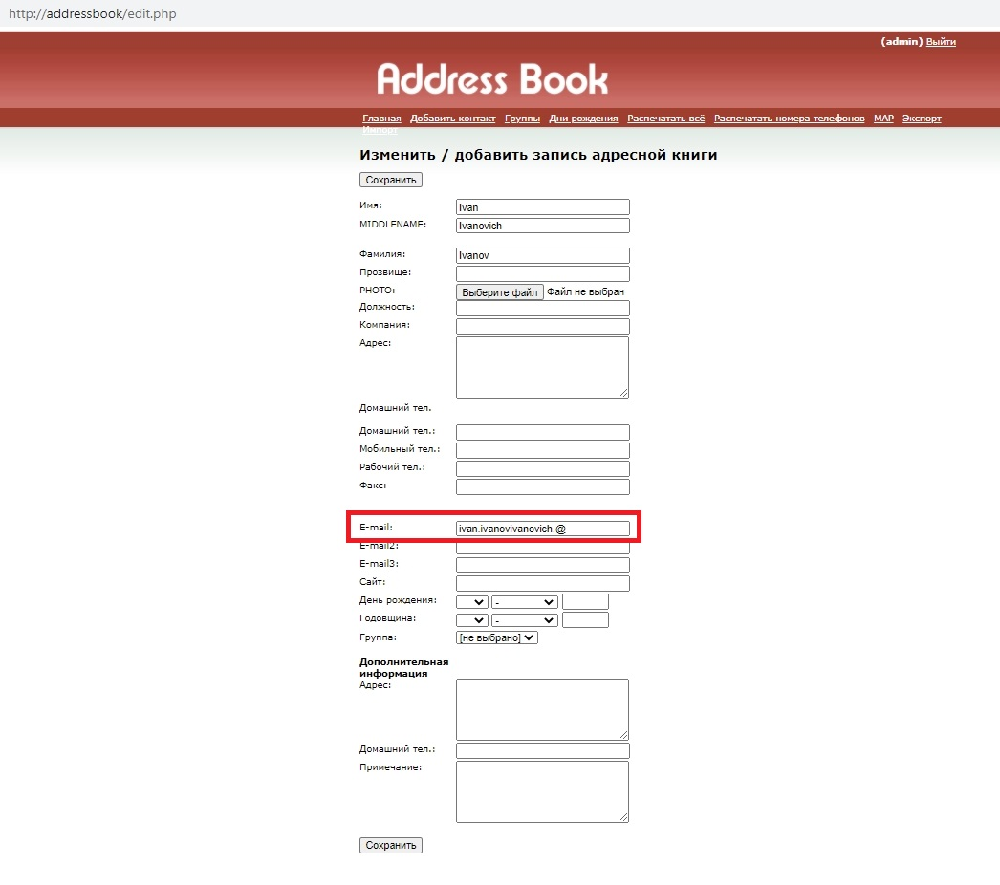 http://addressbook/edit.php
(admin) Выйти
Address Book
Главная Добавить контакт Группы Дни рождения Распечатать всё Распечатать номера телефонов MAP Экспорт
Импорт
Изменить / добавить запись адресной книги
Сохранить
Имя: Ivan
MIDDLENAME: Ivanovich
Фамилия: Ivanov
Прозвище:
PHOTO: Выберите файл Файл не выбран
Должность:
Компания:
Адрес:
Домашний тел.
Домашний тел.:
Мобильный тел.:
Рабочий тел.:
Факс:
E-mail: ivan.ivanovivanovich.@
E-mail2:
E-mail3:
Сайт:
День рождения: -
Годовщина: -
Группа: [не выбрано]
Дополнительная
информация
Адрес:
Домашний тел.:
Примечание:
Сохранить